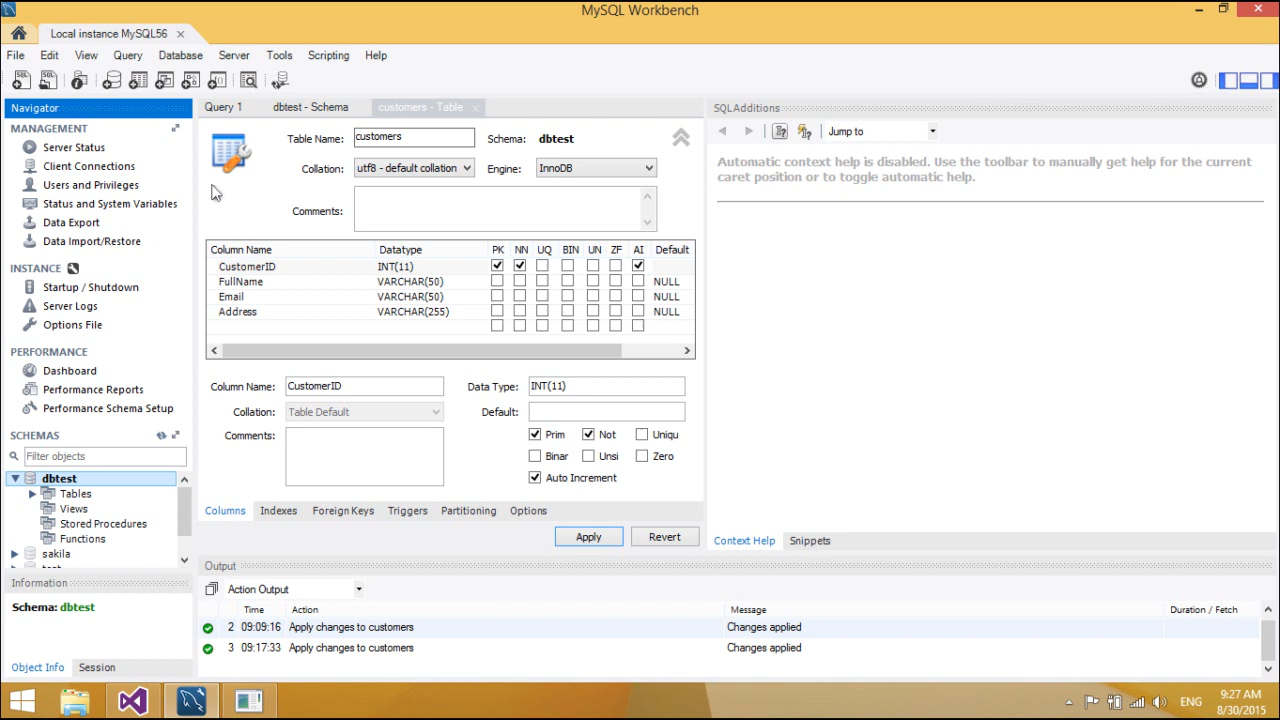 MySQL Workbench
Local instance MySQL56
File Edit View Query Database Server Tools Scripting Help
Navigator
MANAGEMENT
Server Status
Client Connections
Users and Privileges
Status and System Variables
Data Export
Data Import/Restore
INSTANCE
Startup / Shutdown
Server Logs
Options File
PERFORMANCE
Dashboard
Performance Reports
Performance Schema Setup
SCHEMAS
Filter objects
dbtest
Tables
Views
Stored Procedures
Functions
sakila
Information
Schema: dbtest
Object Info Session
Query 1 dbtest - Schema customers - Table
Table Name: customers Schema: dbtest
Collation: utf8 - default collation Engine: InnoDB
Comments:
Column Name Datatype PK NN UQ BIN UN ZF AI Default
CustomerID INT(11)
FullName VARCHAR(50) NULL
Email VARCHAR(50) NULL
Address VARCHAR(255) NULL
Column Name: CustomerID Data Type: INT(11)
Collation: Table Default Default:
Comments: Prim Not Uniqu
Binar Unsi Zero
Auto Increment
Columns Indexes Foreign Keys Triggers Partitioning Options
Apply Revert
SQLAdditions
Jump to
Automatic context help is disabled. Use the toolbar to manually get help for the current
caret position or to toggle automatic help.
Context Help Snippets
Output
Action Output
Time Action Message Duration / Fetch
2 09:09:16 Apply changes to customers Changes applied
3 09:17:33 Apply changes to customers Changes applied
ENG
9:27 AM
8/30/2015